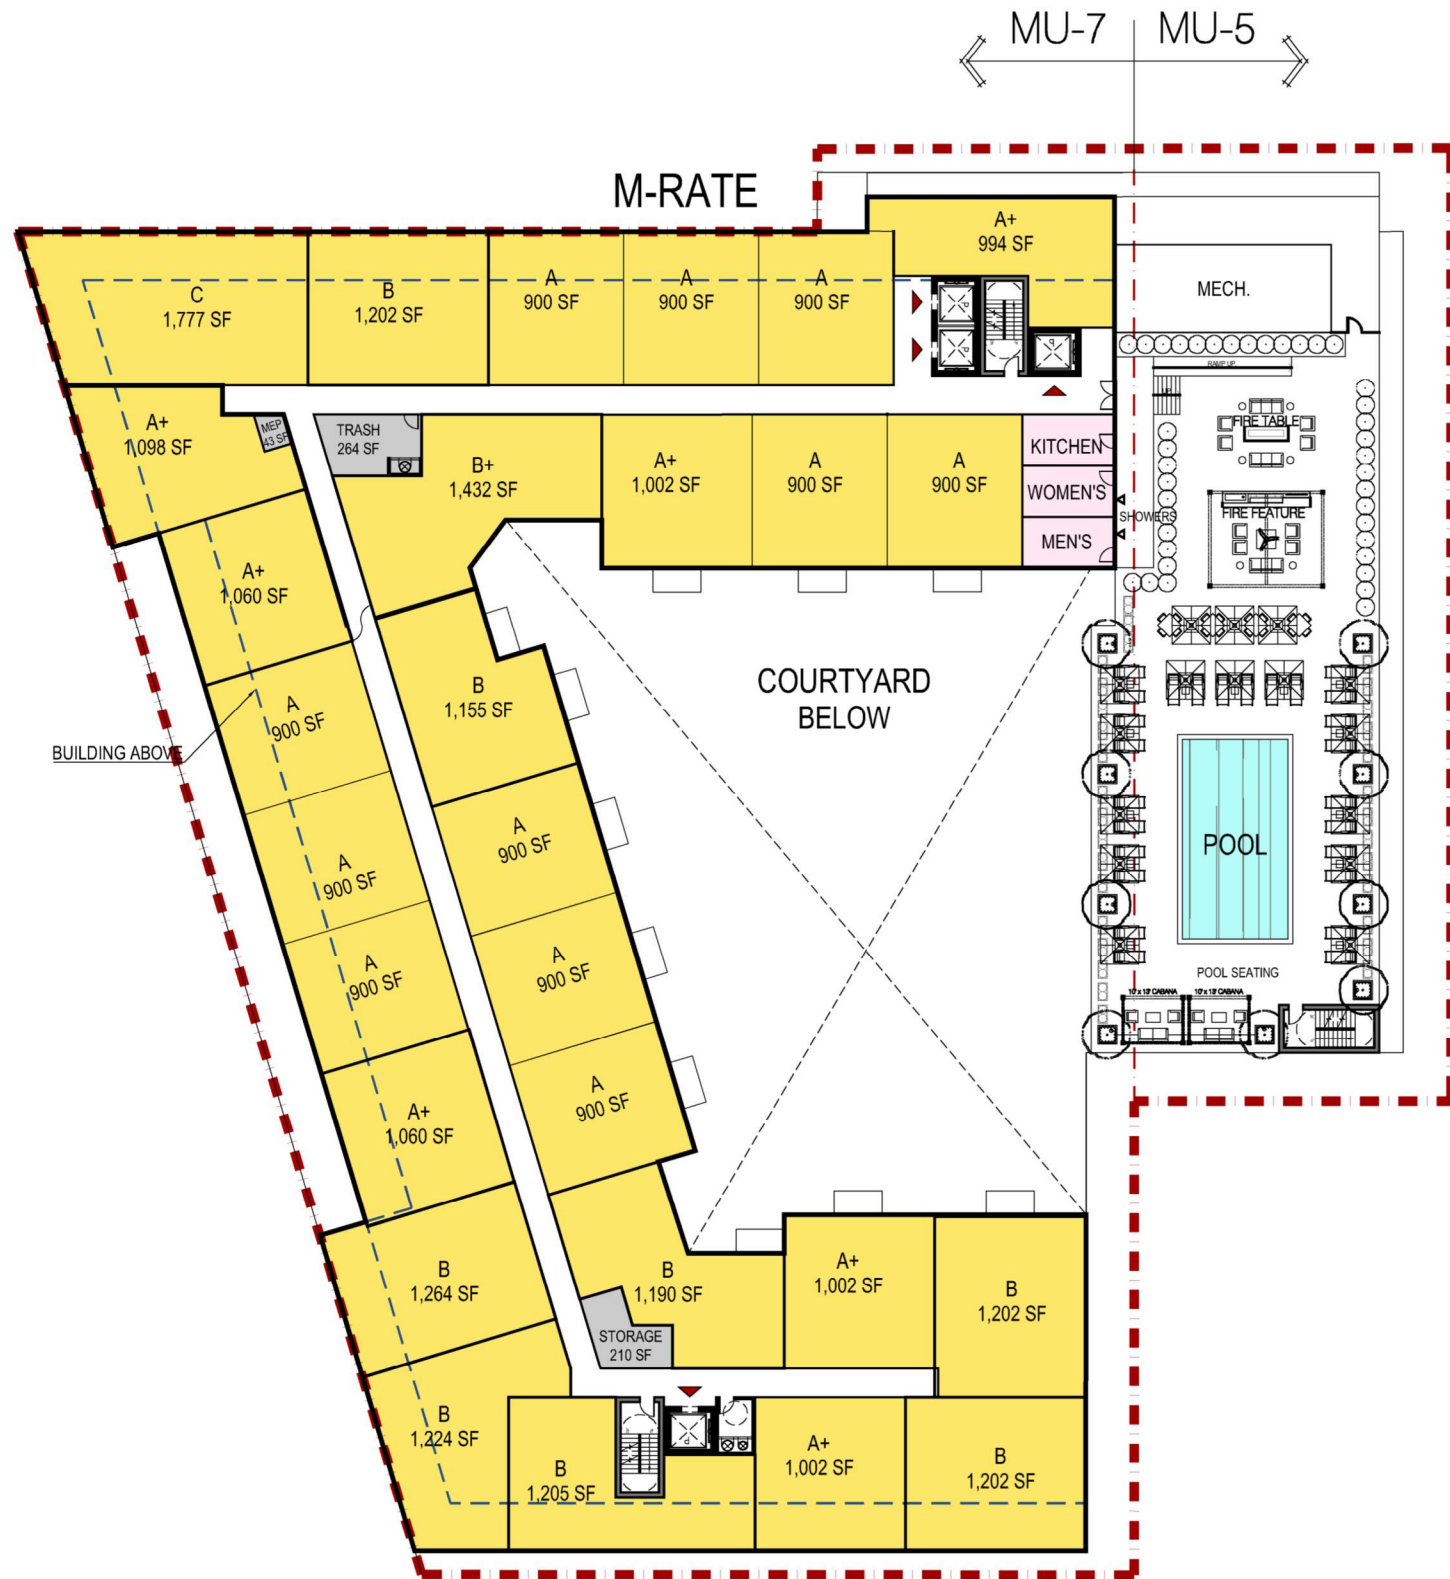 MU-7
MU-5
M-RATE
A+
994 SF
C
1,777 SF
B
1,202 SF
A
900 SF
A
900 SF
A
900 SF
MECH.
RAMP UP
UP
A+
1,098 SF
MEP
43 SF
TRASH
264 SF
B+
1,432 SF
A+
1,002 SF
A
900 SF
A
900 SF
KITCHEN
WOMEN'S
MEN'S
SHOWERS
FIRE TABLE
FIRE FEATURE
A+
1,060 SF
B
1,155 SF
COURTYARD
BELOW
A
900 SF
BUILDING ABOVE
A
900 SF
A
900 SF
POOL
A
900 SF
A
900 SF
POOL SEATING
10' x 13' CABANA
10' x 13' CABANA
A+
1,060 SF
A
900 SF
B
1,264 SF
B
1,190 SF
A+
1,002 SF
B
1,202 SF
STORAGE
210 SF
B
1,224 SF
B
1,205 SF
A+
1,002 SF
B
1,202 SF